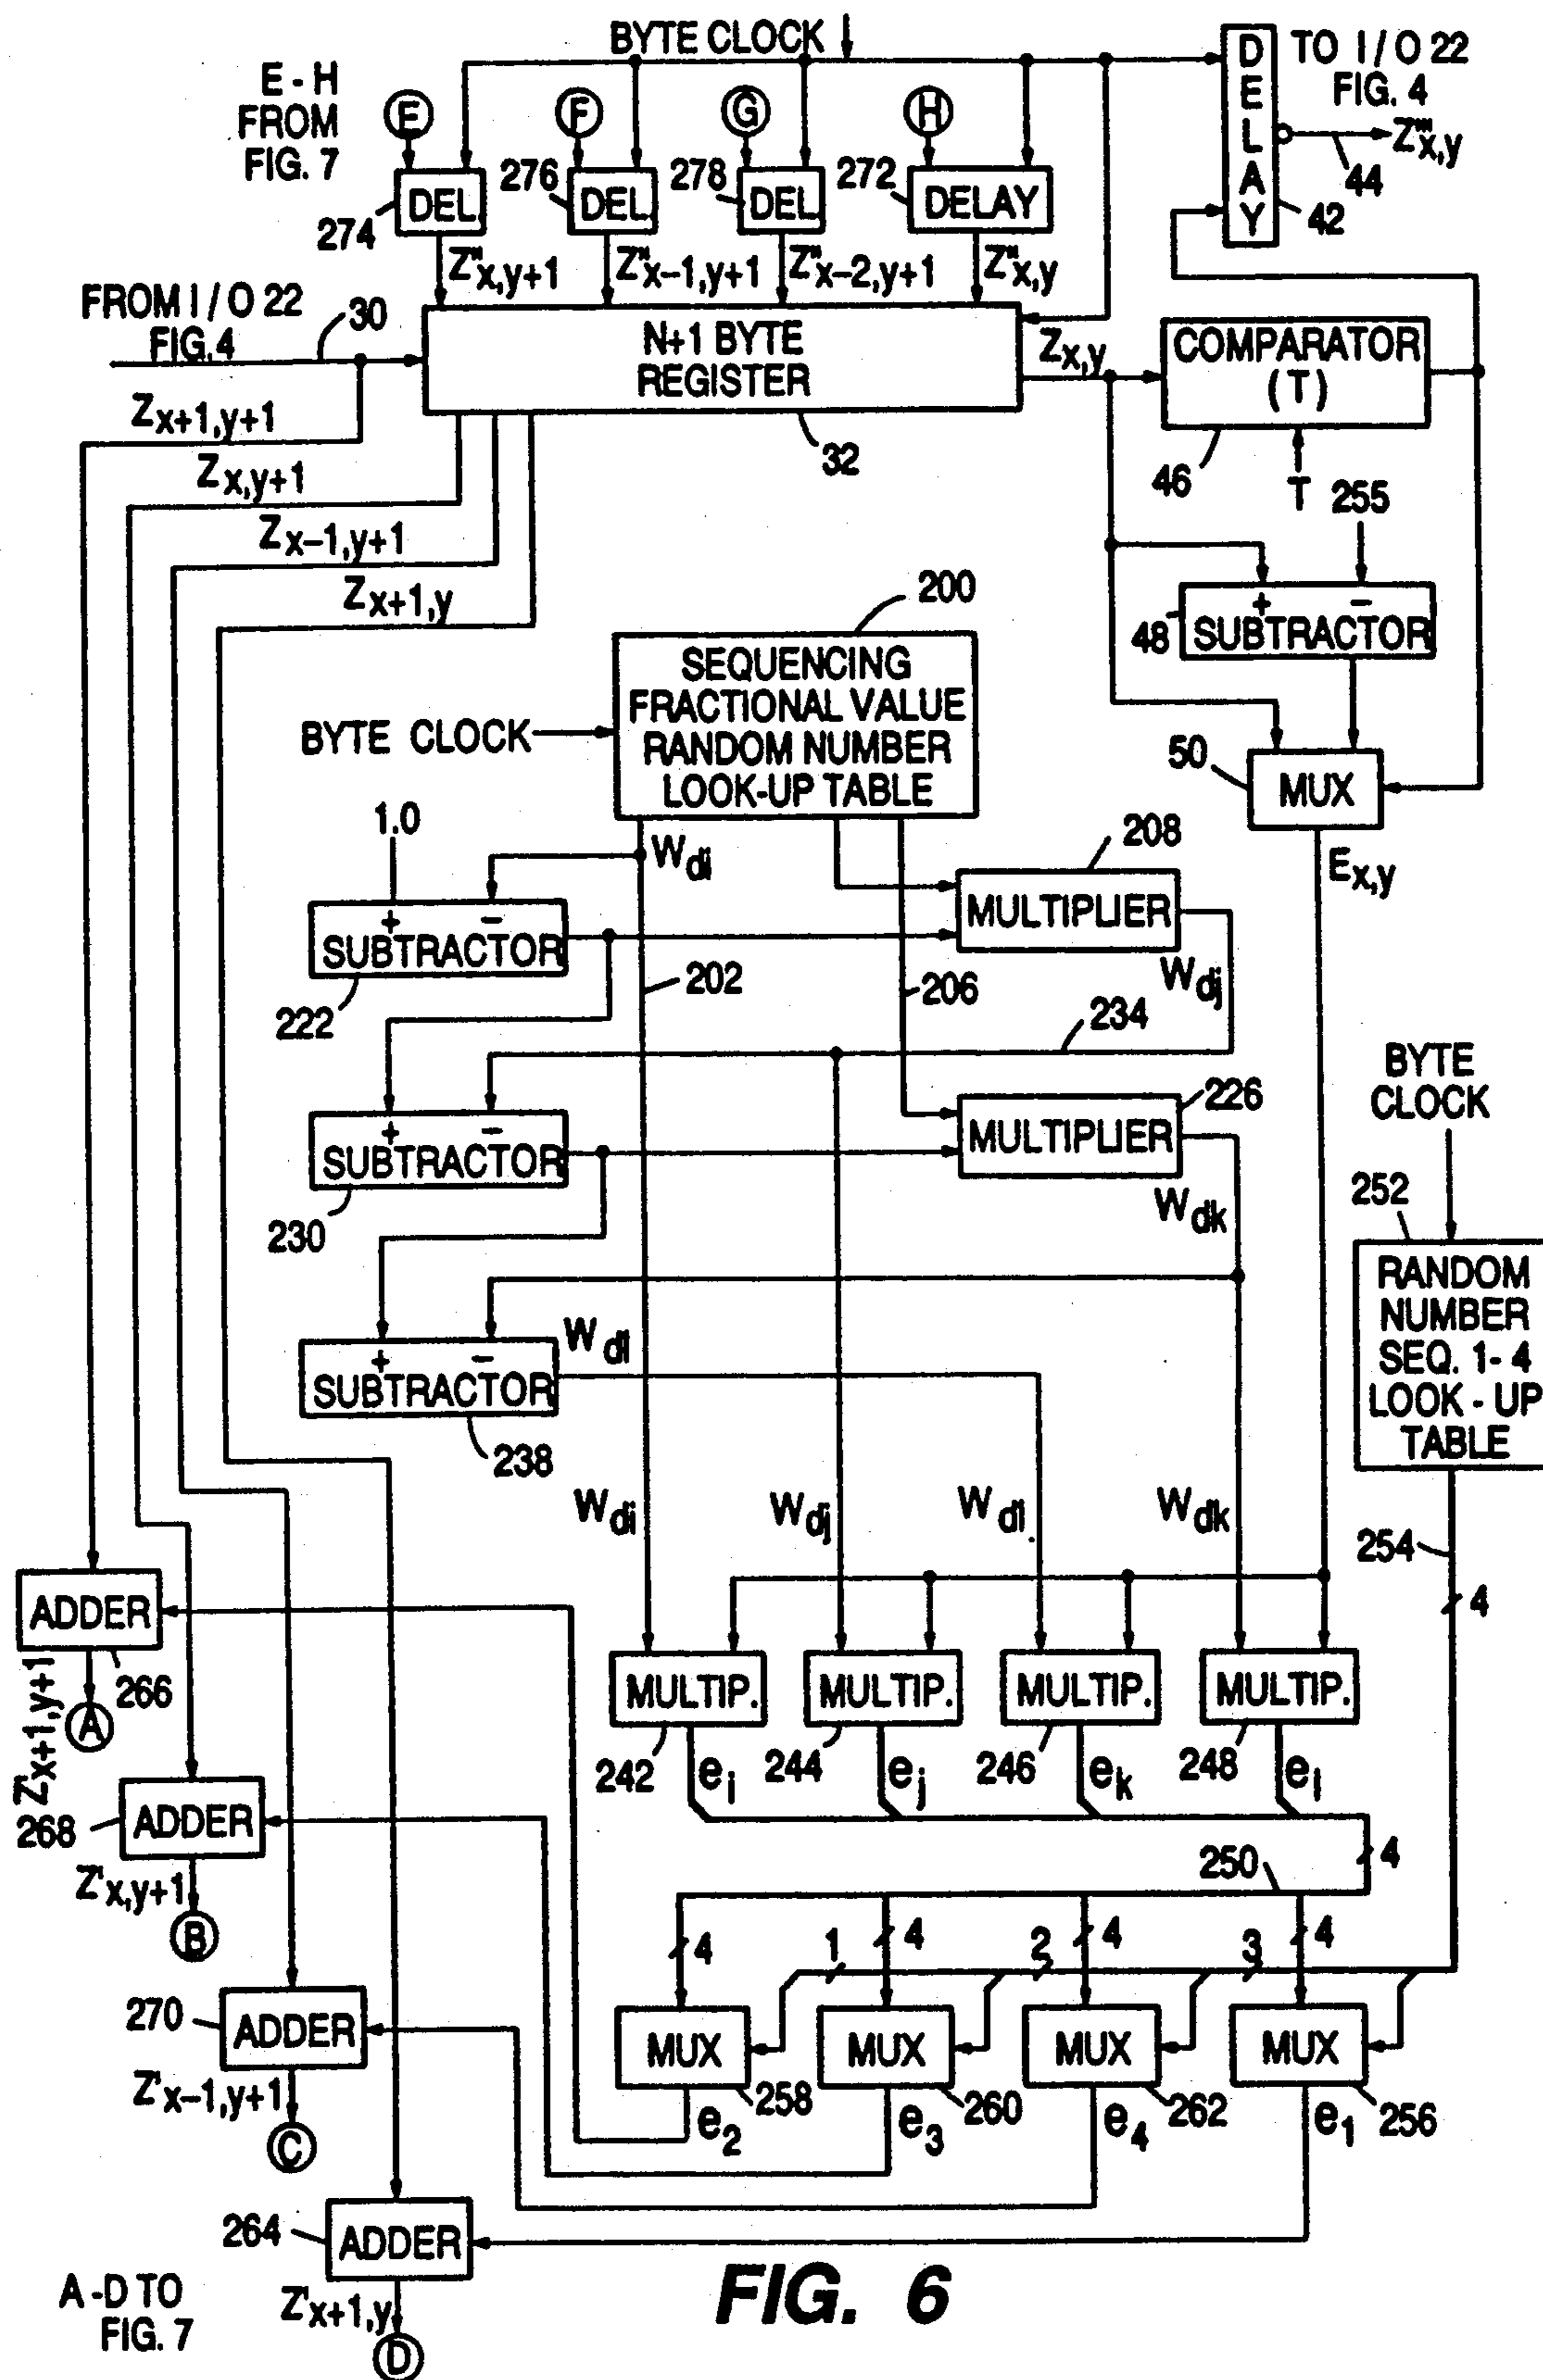 BYTE CLOCK
E - H
FROM
FIG. 7
E
F
G
H
DELAY
TO I / O 22
FIG. 4
Z'''x,y
44
42
274
DEL.
276
DEL.
278
DEL.
272
DELAY
Z"x,y+1
Z"x-1,y+1
Z"x-2,y+1
Z"x,y
FROM I / O 22
FIG.4
30
N+1 BYTE
REGISTER
32
Zx,y
COMPARATOR
(T)
46
T
255
Zx+1,y+1
Zx,y+1
Zx-1,y+1
Zx+1,y
+ -
48
SUBTRACTOR
200
SEQUENCING
FRACTIONAL VALUE
RANDOM NUMBER
LOOK-UP TABLE
BYTE CLOCK
50
MUX
Ex,y
1.0
Wdi
+ -
SUBTRACTOR
222
208
MULTIPLIER
Wdj
202
206
234
+ -
SUBTRACTOR
230
226
MULTIPLIER
Wdk
BYTE
CLOCK
252
RANDOM
NUMBER
SEQ. 1- 4
LOOK - UP
TABLE
254
4
+ -
SUBTRACTOR
238
Wdl
Wdi
Wdj
Wdl
Wdk
ADDER
266
Z'x+1,y+1
A
MULTIP.
MULTIP.
MULTIP.
MULTIP.
242
ei
244
ej
246
ek
248
el
268
ADDER
Z'x,y+1
B
250
4
4
4
4
4
1
2
3
270
ADDER
Z'x-1,y+1
C
MUX
MUX
MUX
MUX
258
e2
260
e3
262
e4
256
e1
264
ADDER
Z'x+1,y
D
A -D TO
FIG. 7
FIG. 6